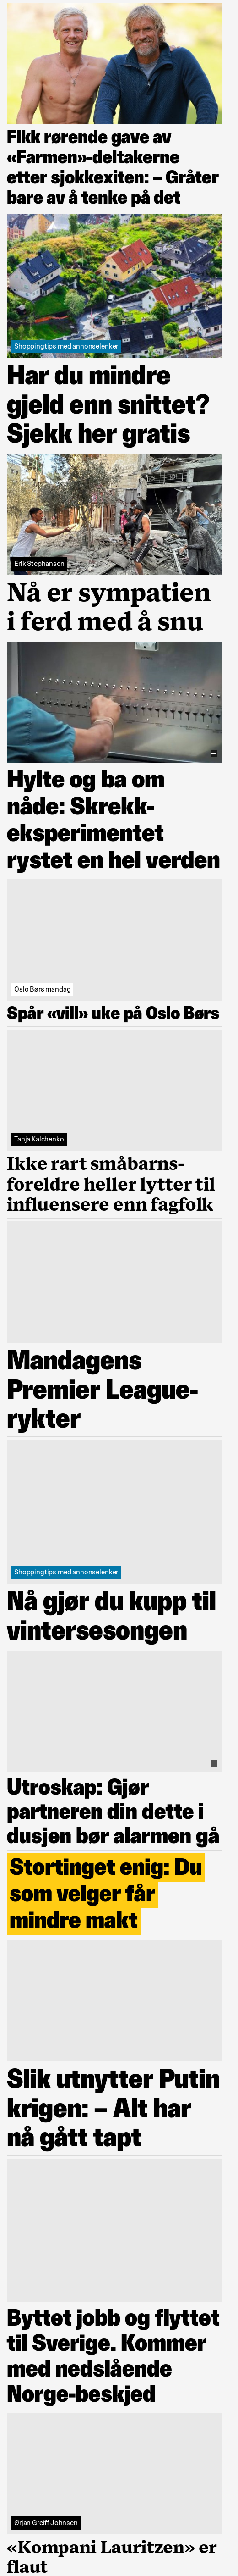 Fikk rørende gave av
«Farmen»-deltakerne
etter sjokkexiten: – Gråter
bare av å tenke på det
Shoppingtips med annonselenker
Har du mindre
gjeld enn snittet?
Sjekk her gratis
Erik Stephansen
Nå er sympatien
i ferd med å snu
Hylte og ba om
nåde: Skrekk-
eksperimentet
rystet en hel verden
Oslo Børs mandag
Spår «vill» uke på Oslo Børs
Tanja Kalchenko
Ikke rart småbarns-
foreldre heller lytter til
influensere enn fagfolk
Mandagens
Premier League-
rykter
Shoppingtips med annonselenker
Nå gjør du kupp til
vintersesongen
Utroskap: Gjør
partneren din dette i
dusjen bør alarmen gå
Stortinget enig: Du
som velger får
mindre makt
Slik utnytter Putin
krigen: – Alt har
nå gått tapt
Byttet jobb og flyttet
til Sverige. Kommer
med nedslående
Norge-beskjed
Ørjan Greiff Johnsen
«Kompani Lauritzen» er
flaut